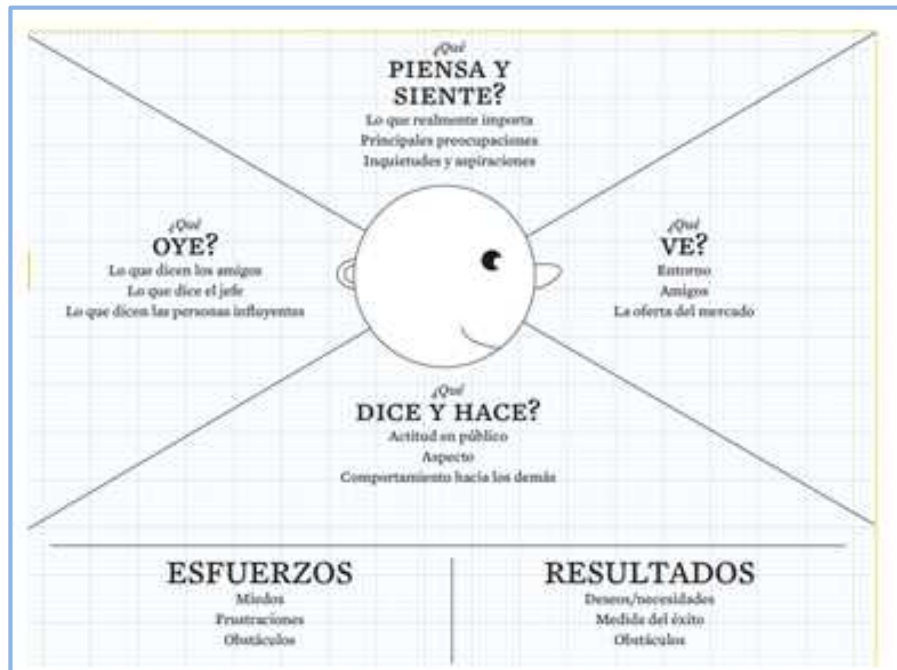 ¿Qué
PIENSA Y
SIENTE?
Lo que realmente importa
Principales preocupaciones
Inquietudes y aspiraciones
¿Qué
OYE?
Lo que dicen los amigos
Lo que dice el jefe
Lo que dicen las personas influyentes
¿Qué
VE?
Entorno
Amigos
La oferta del mercado
¿Qué
DICE Y HACE?
Actitud en público
Aspecto
Comportamiento hacia los demás
ESFUERZOS
Miedos
Frustraciones
Obstáculos
RESULTADOS
Deseos/necesidades
Medida del éxito
Obstáculos